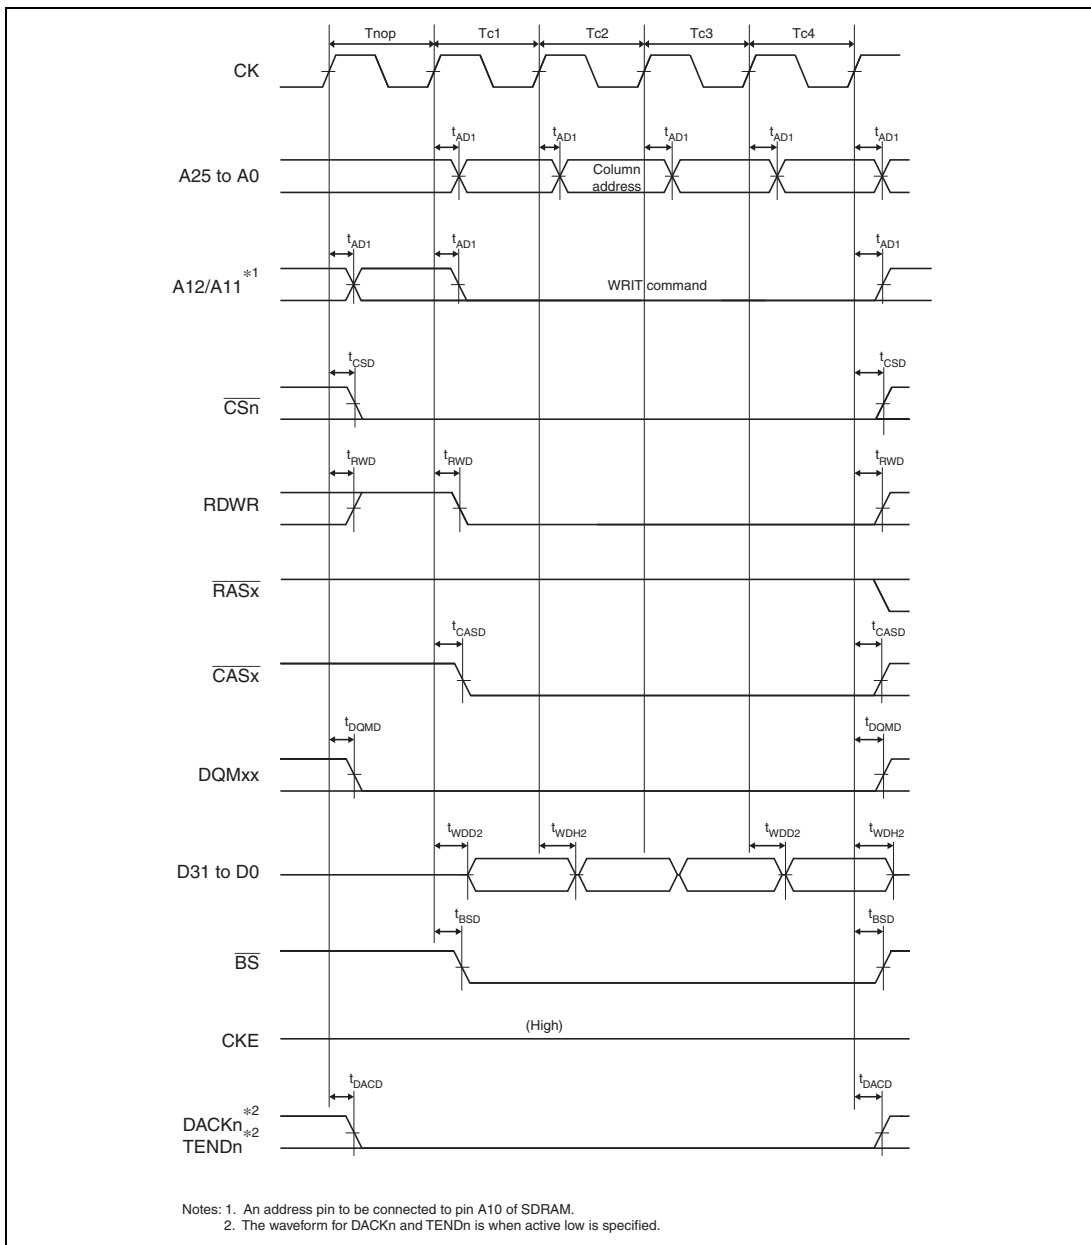 Tnop Tc1 Tc2 Tc3 Tc4
CK
tAD1 tAD1 tAD1 tAD1 tAD1
A25 to A0
Column
address
tAD1 tAD1 tAD1
A12/A11*1
WRIT command
tCSD tCSD
CSn
tRWD tRWD tRWD
RDWR
RASx
tCASD tCASD
CASx
tDQMD tDQMD
DQMxx
tWDD2 tWDH2 tWDD2 tWDH2
D31 to D0
tBSD tBSD
BS
(High)
CKE
tDACD tDACD
DACKn*2
TENDn*2
Notes: 1. An address pin to be connected to pin A10 of SDRAM.
2. The waveform for DACKn and TENDn is when active low is specified.